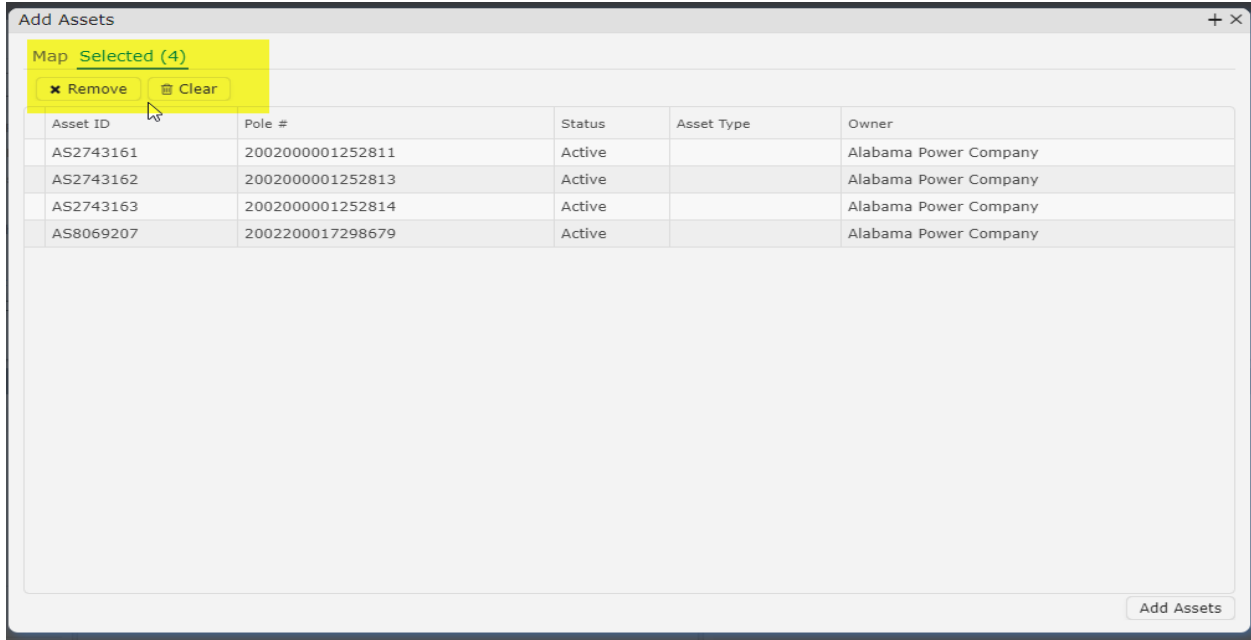 Add Assets
Map Selected (4)
Remove Clear
Asset ID Pole # Status Asset Type Owner
AS2743161 2002000001252811 Active Alabama Power Company
AS2743162 2002000001252813 Active Alabama Power Company
AS2743163 2002000001252814 Active Alabama Power Company
AS8069207 2002200017298679 Active Alabama Power Company
Add Assets